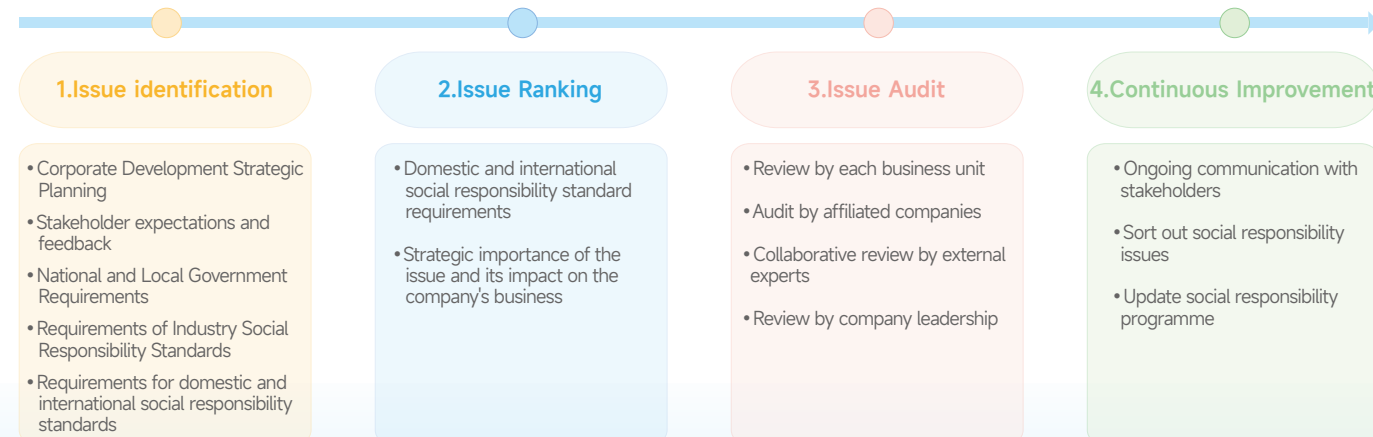 1.Issue identification
•Corporate Development Strategic
Planning
•Stakeholder expectations and
feedback
•National and Local Government
Requirements
•Requirements of Industry Social
Responsibility Standards
•Requirements for domestic and
international social responsibility
standards
2.Issue Ranking
•Domestic and international
social responsibility standard
requirements
•Strategic importance of the
issue and its impact on the
company's business
3.Issue Audit
•Review by each business unit
•Audit by affiliated companies
•Collaborative review by external
experts
•Review by company leadership
4.Continuous Improvement
•Ongoing communication with
stakeholders
•Sort out social responsibility
issues
•Update social responsibility
programme